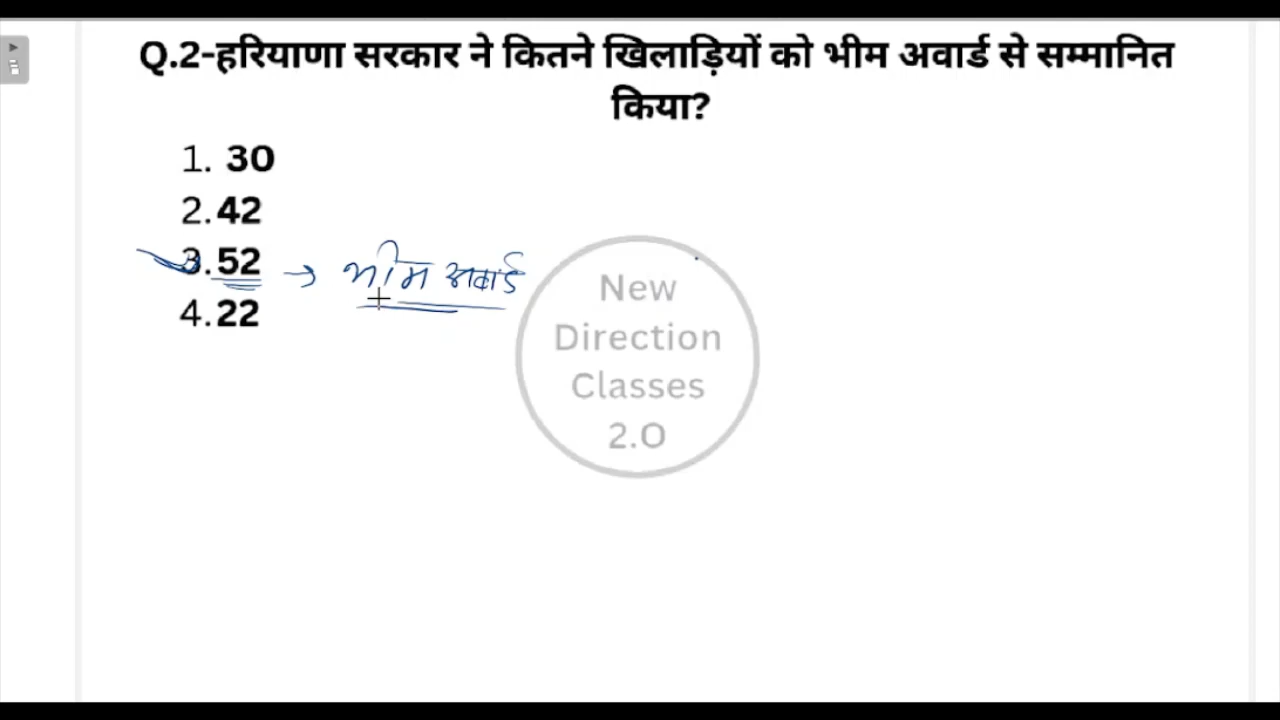 Q.2-हरियाणा सरकार ने कितने खिलाड़ियों को भीम अवार्ड से सम्मानित
किया?
1. 30
2. 42
3. 52 → भीम अवार्ड
4. 22
New
Direction
Classes
2.O